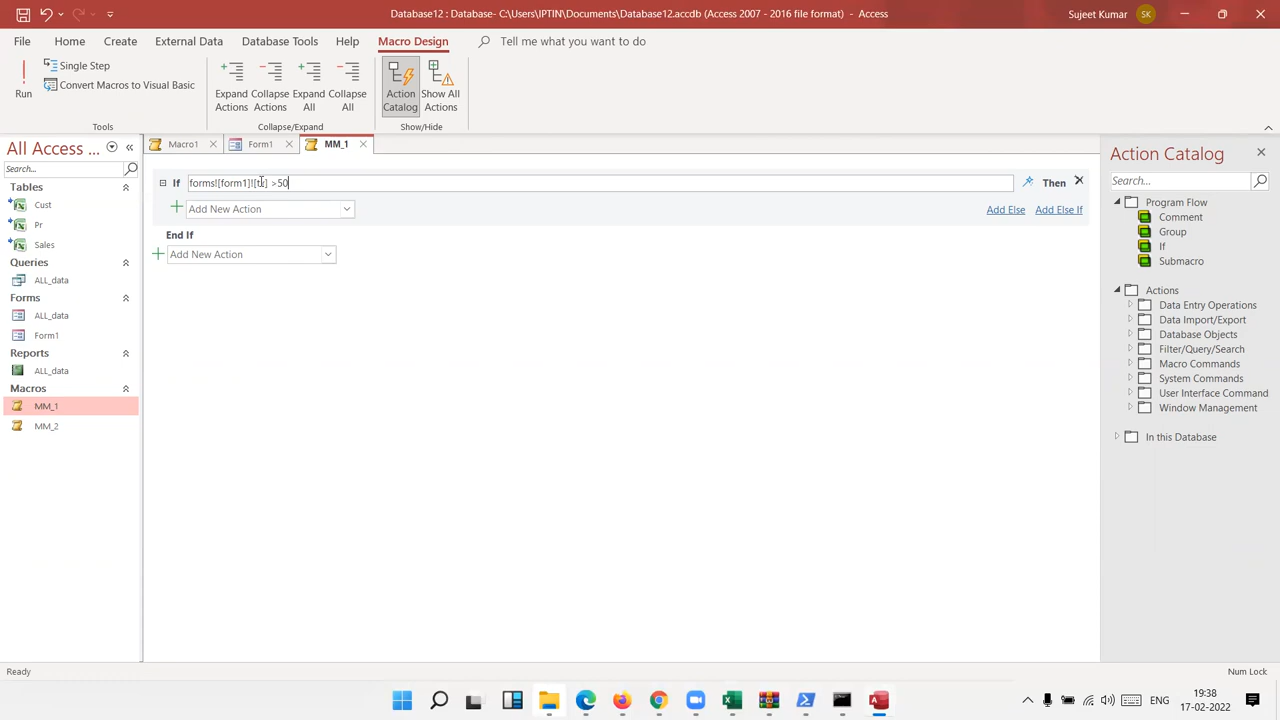 Database12 : Database- C:\Users\IPTIN\Documents\Database12.accdb (Access 2007 - 2016 file format) - Access
Sujeet Kumar
SK
File
Home
Create
External Data
Database Tools
Help
Macro Design
Tell me what you want to do
Run
Single Step
Convert Macros to Visual Basic
Tools
Expand Actions
Collapse Actions
Expand All
Collapse All
Collapse/Expand
Action Catalog
Show All Actions
Show/Hide
All Access ...
Search...
Tables
Cust
Pr
Sales
Queries
ALL_data
Forms
ALL_data
Form1
Reports
ALL_data
Macros
MM_1
MM_2
Macro1
Form1
MM_1
If
forms![form1]! >50
Then
Add New Action
Add Else
Add Else If
End If
Add New Action
Action Catalog
Search...
Program Flow
Comment
Group
If
Submacro
Actions
Data Entry Operations
Data Import/Export
Database Objects
Filter/Query/Search
Macro Commands
System Commands
User Interface Command
Window Management
In this Database
Ready
Num Lock
ENG
19:38
17-02-2022